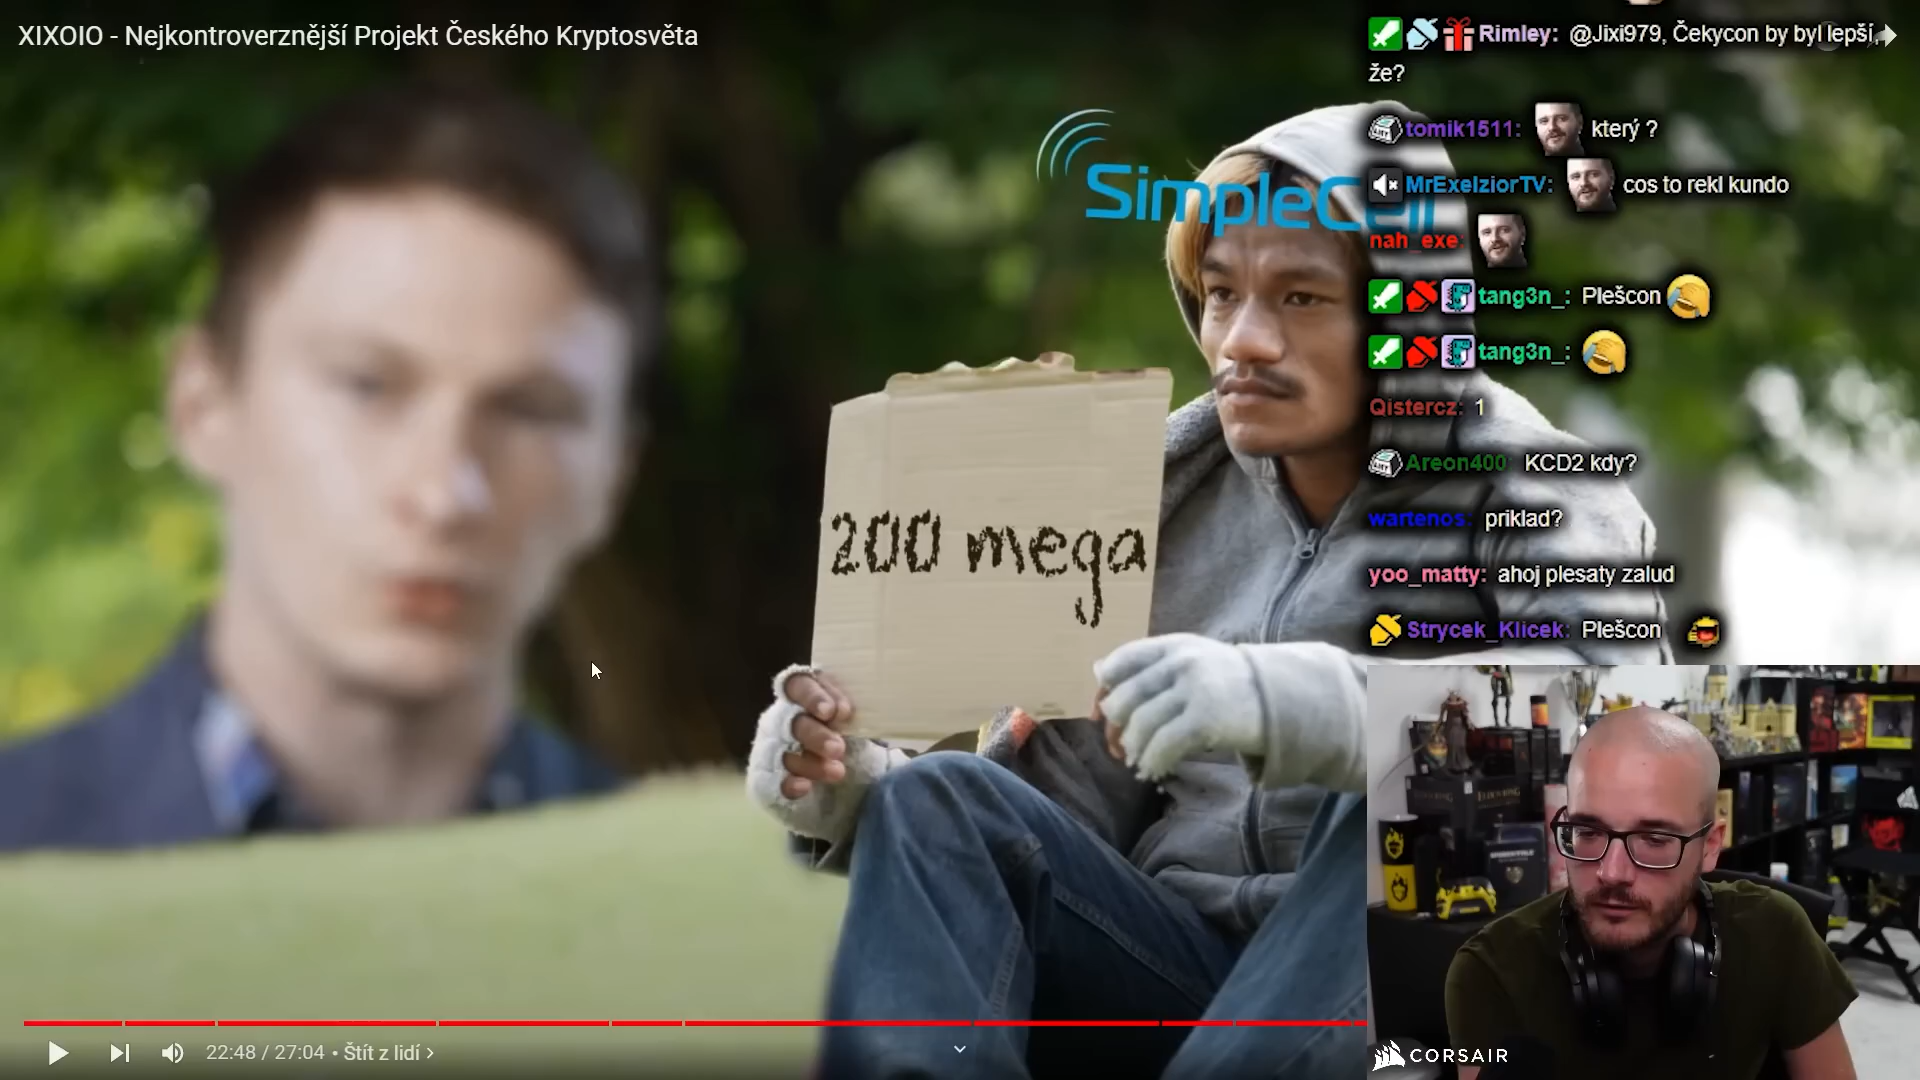 XIXOIO - Nejkontroverznější Projekt Českého Kryptosvěta
SimpleCell
200 mega
22:48 / 27:04 • Štít z lidí ›
Rimley: @Jixi979, Čekycon by byl lepší,
že?
tomik1511: který ?
MrExelziorTV: cos to rekl kundo
nah_exe:
tang3n_: Plešcon
tang3n_:
Qistercz: 1
Areon400: KCD2 kdy?
wartenos: priklad?
yoo_matty: ahoj plesaty zalud
Strycek_Klicek: Plešcon
CORSAIR